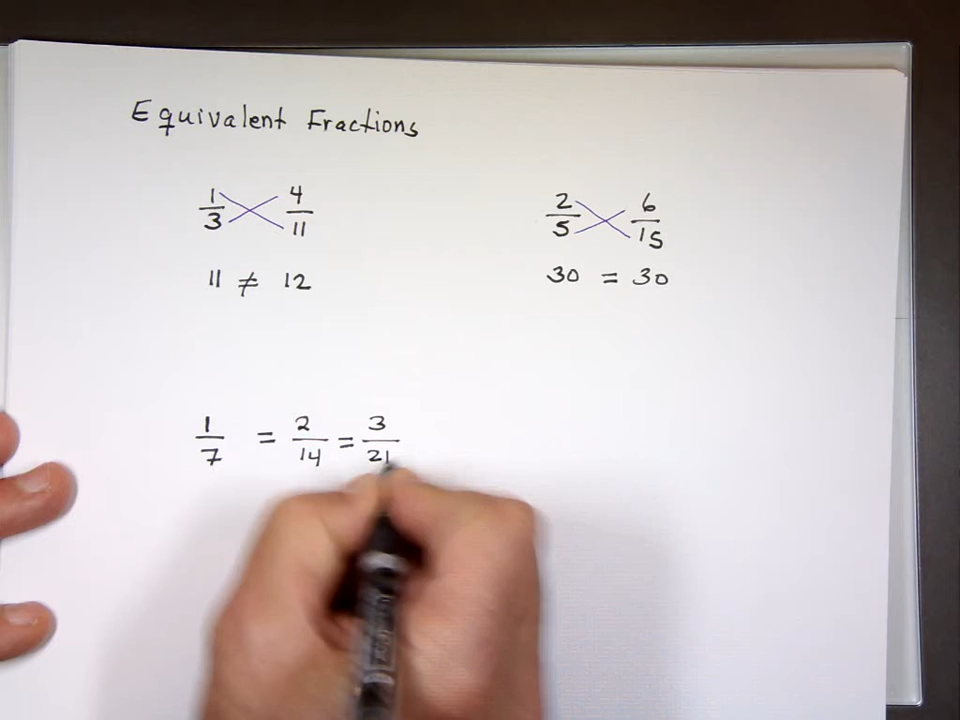 Equivalent Fractions
1/3 4/11
11 ≠ 12
2/5 6/15
30 = 30
1/7 = 2/14 = 3/21